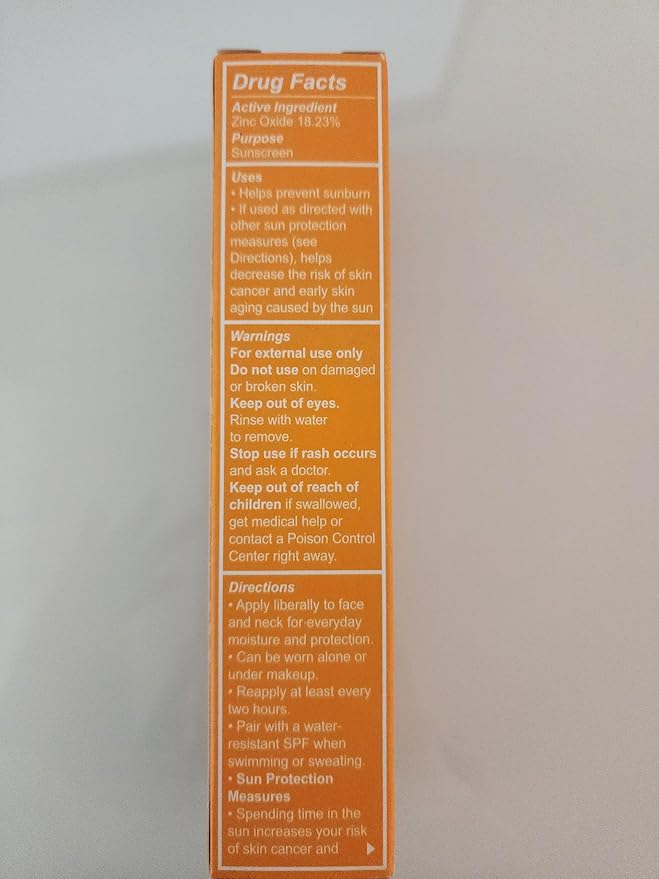 Drug Facts
Active Ingredient
Zinc Oxide 18.23%
Purpose
Sunscreen
Uses
• Helps prevent sunburn
• If used as directed with
other sun protection
measures (see
Directions), helps
decrease the risk of skin
cancer and early skin
aging caused by the sun
Warnings
For external use only
Do not use on damaged
or broken skin.
Keep out of eyes.
Rinse with water
to remove.
Stop use if rash occurs
and ask a doctor.
Keep out of reach of
children if swallowed,
get medical help or
contact a Poison Control
Center right away.
Directions
• Apply liberally to face
and neck for everyday
moisture and protection.
• Can be worn alone or
under makeup.
• Reapply at least every
two hours.
• Pair with a water-
resistant SPF when
swimming or sweating.
• Sun Protection
Measures
• Spending time in the
sun increases your risk
of skin cancer and